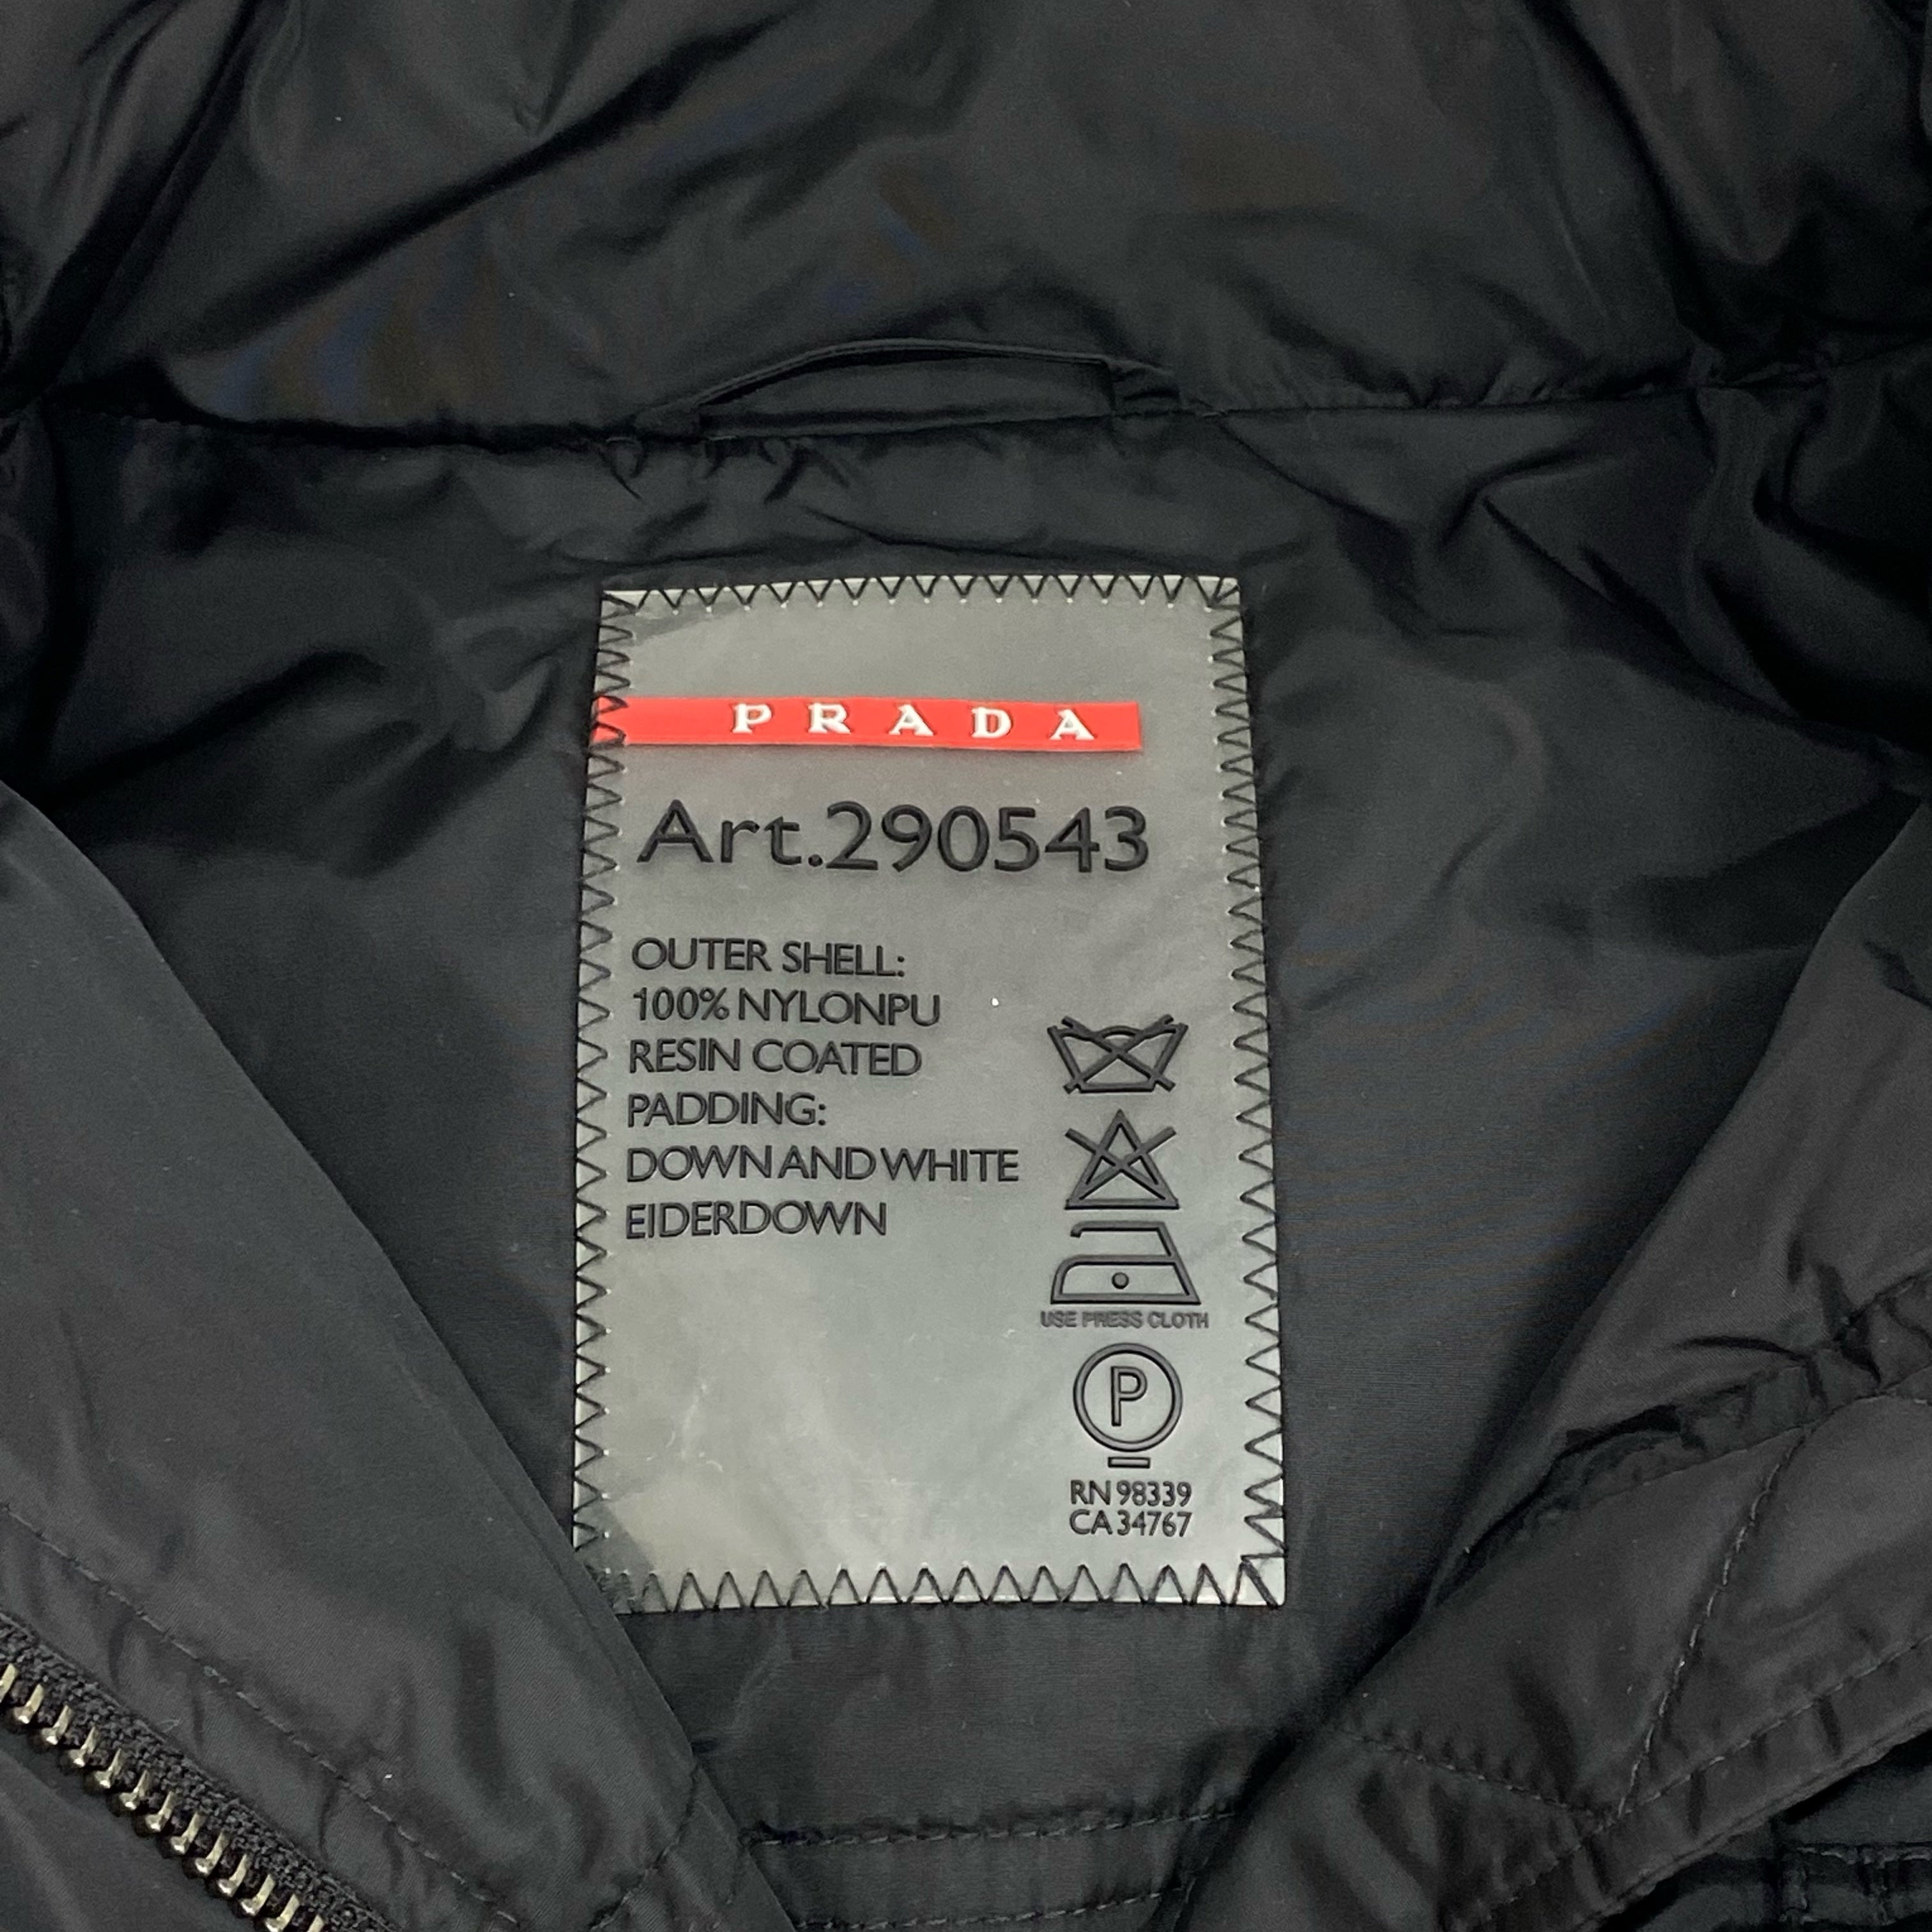 PRADA
Art.290543
OUTER SHELL:
100% NYLONPU
RESIN COATED
PADDING:
DOWN AND WHITE
EIDERDOWN
USE PRESS CLOTH
P
RN 98339
CA 34767